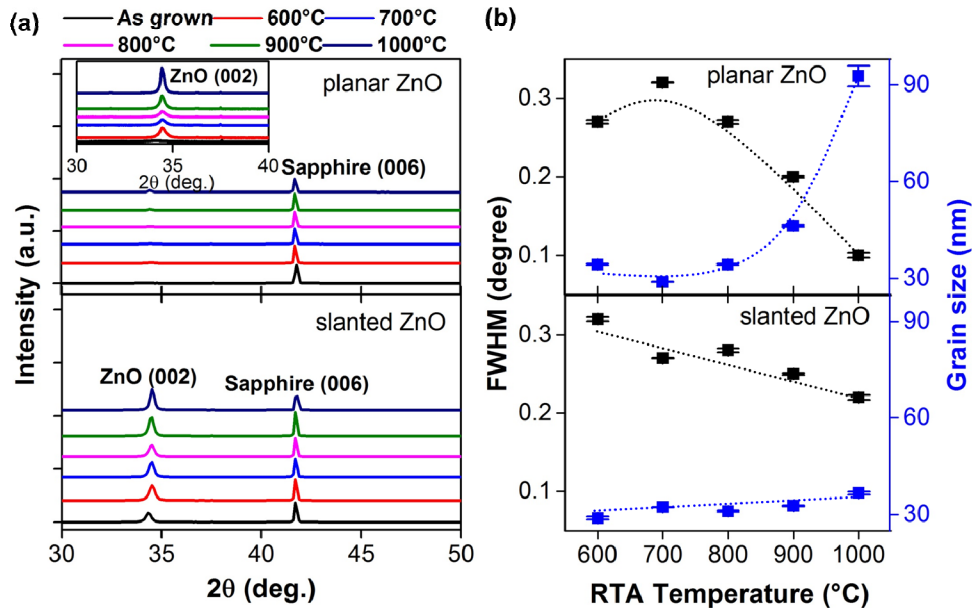 (a)
As grown 600°C 700°C
800°C 900°C 1000°C
ZnO (002)
planar ZnO
30 35 40
2θ (deg.)
Sapphire (006)
slanted ZnO
ZnO (002)
Sapphire (006)
Intensity (a.u.)
30 35 40 45 50
2θ (deg.)
(b)
planar ZnO
0.3
0.2
0.1
90
60
30
slanted ZnO
0.3
0.2
0.1
90
60
30
FWHM (degree)
Grain size (nm)
600 700 800 900 1000
RTA Temperature (°C)